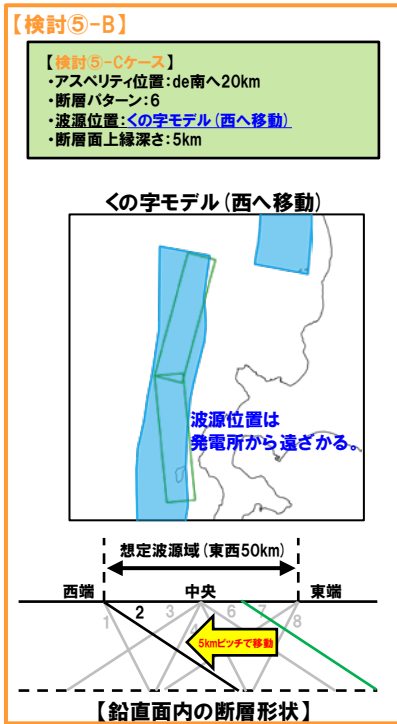 【検討⑤-B】
【検討⑤-Cケース】
・アスペリティ位置:de南へ20km
・断層パターン:6
・波源位置:くの字モデル(西へ移動)
・断層面上縁深さ:5km
くの字モデル(西へ移動)
波源位置は
発電所から遠ざかる。
想定波源域(東西50km)
西端 中央 東端
1 2 3 4 6 7 8
5kmピッチで移動
【鉛直面内の断層形状】